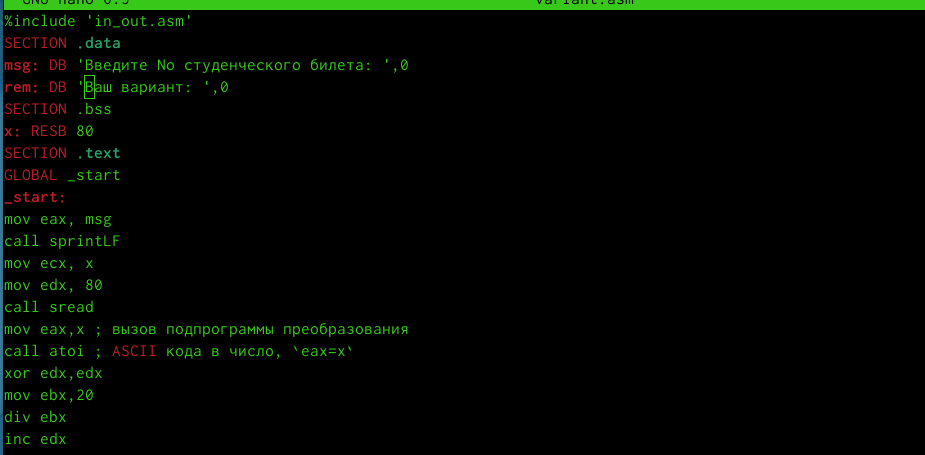 GNU nano 6.3 variant.asm
%include 'in_out.asm'
SECTION .data
msg: DB 'Введите No студенческого билета: ',0
rem: DB 'Ваш вариант: ',0
SECTION .bss
x: RESB 80
SECTION .text
GLOBAL _start
_start:
mov eax, msg
call sprintLF
mov ecx, x
mov edx, 80
call sread
mov eax,x ; вызов подпрограммы преобразования
call atoi ; ASCII кода в число, `eax=x`
xor edx,edx
mov ebx,20
div ebx
inc edx